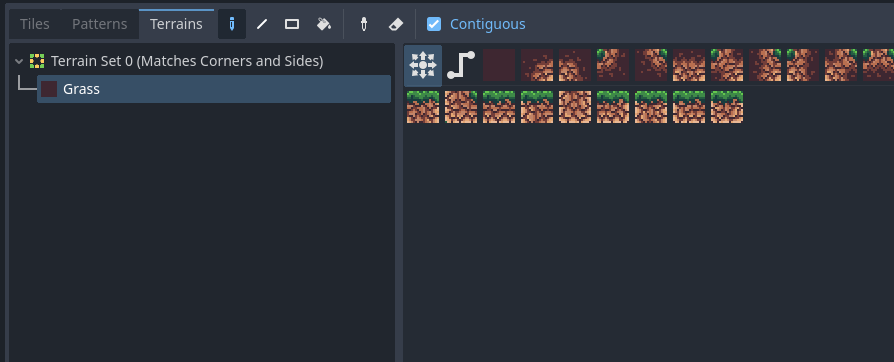 Tiles Patterns Terrains Contiguous
Terrain Set 0 (Matches Corners and Sides)
Grass